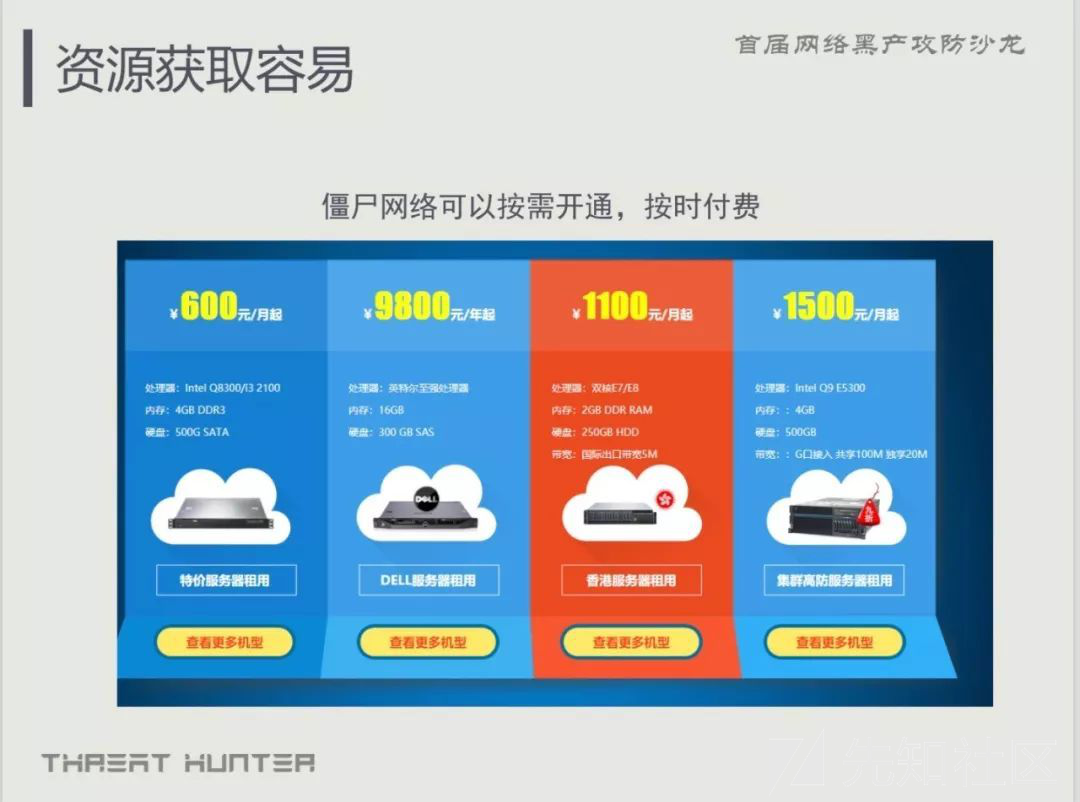 资源获取容易
首届网络黑产攻防沙龙
僵尸网络可以按需开通，按时付费
¥600元/月起
处理器：Intel Q8300/I3 2100
内存：4GB DDR3
硬盘：500G SATA
特价服务器租用
查看更多机型
¥9800元/年起
处理器：英特尔至强处理器
内存：16GB
硬盘：300 GB SAS
DELL
DELL服务器租用
查看更多机型
¥1100元/月起
处理器：双核E7/E8
内存：2GB DDR RAM
硬盘：250GB HDD
带宽：国际出口带宽5M
香港服务器租用
查看更多机型
¥1500元/月起
处理器：Intel Q9 E5300
内存：：4GB
硬盘：500GB
带宽：：G口接入 共享100M 独享20M
九折
集群高防服务器租用
查看更多机型
THREAT HUNTER
先知社区